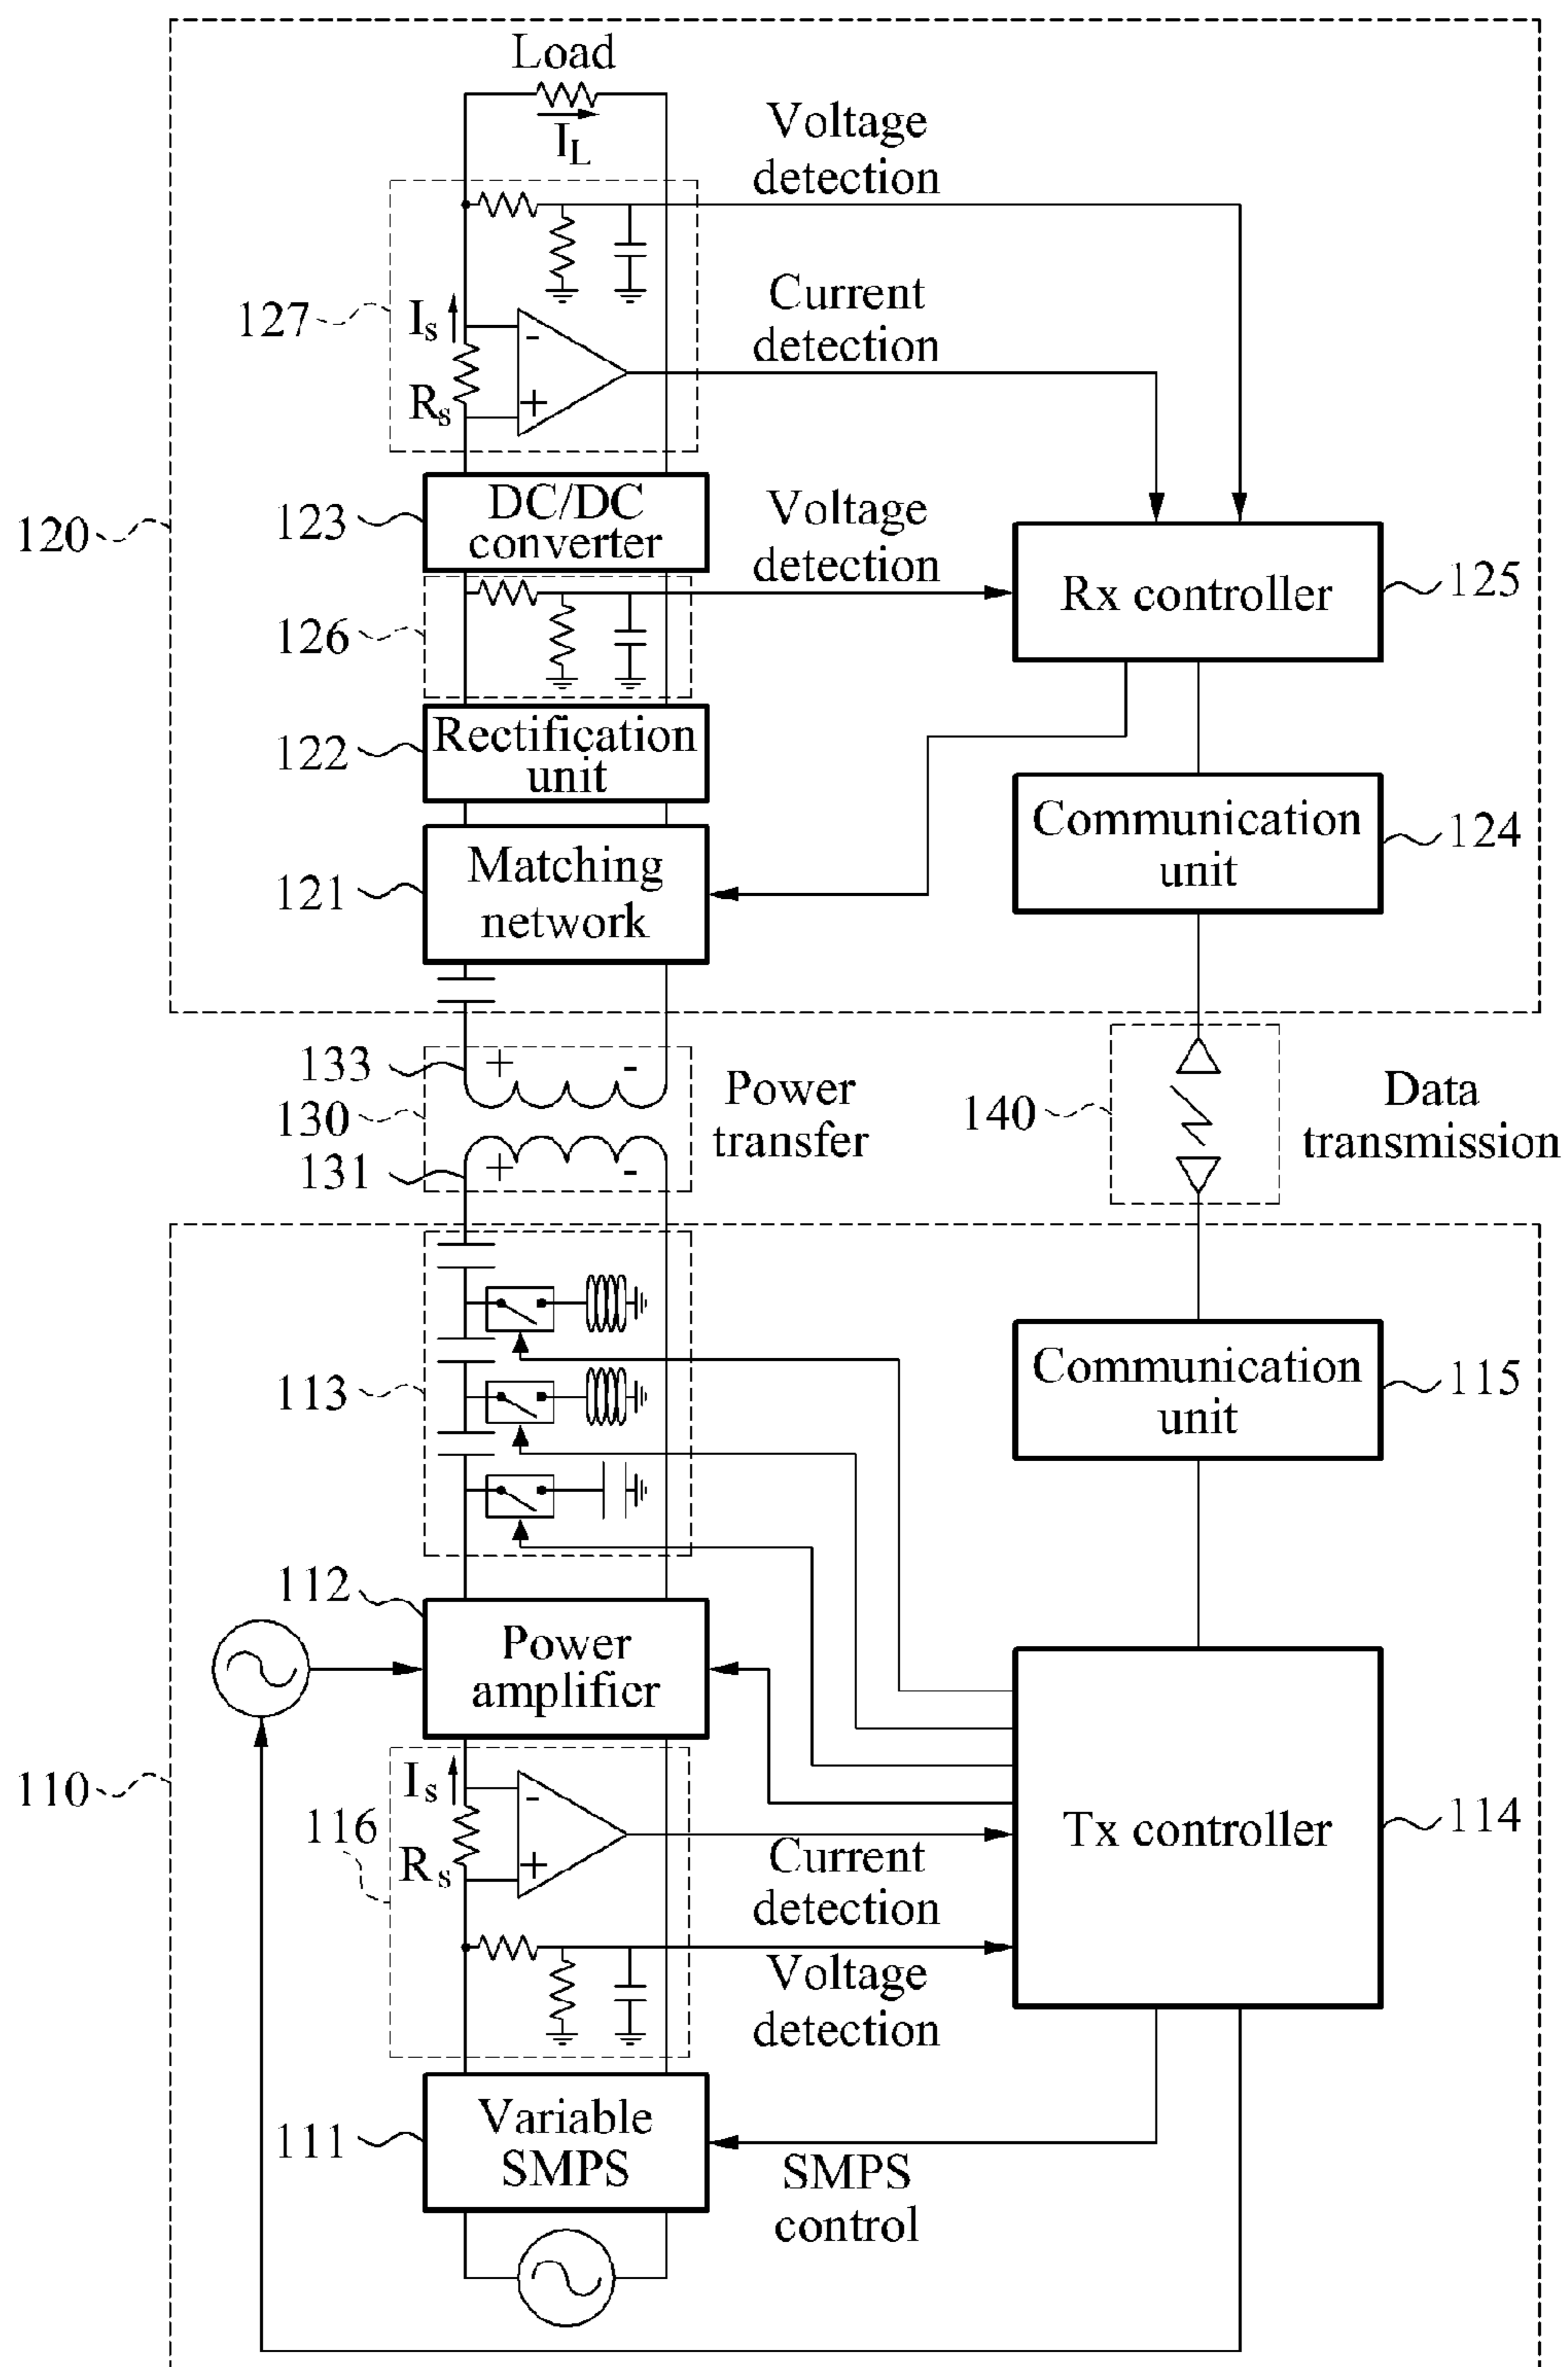 Load
I_L
Voltage
detection
127
I_s
-
Current
detection
R_s
+
120
123
DC/DC
converter
Voltage
detection
Rx controller
125
126
122
Rectification
unit
Communication
unit
124
121
Matching
network
133
+ -
130
Power
transfer
140
Data
transmission
131
+ -
113
Communication
unit
115
112
Power
amplifier
110
I_s
-
116
R_s
+
Current
detection
Tx controller
114
Voltage
detection
111
Variable
SMPS
SMPS
control